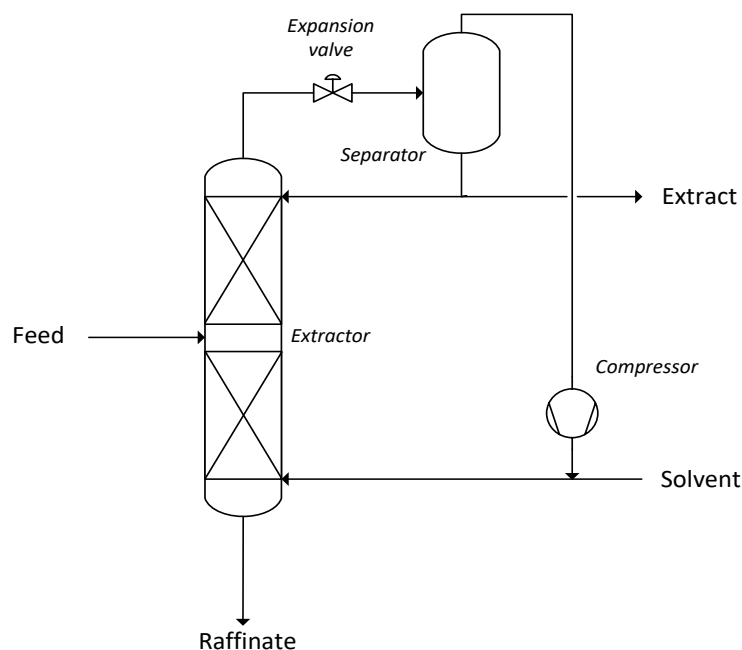 Expansion
valve
Separator
Extract
Feed
Extractor
Compressor
Solvent
Raffinate